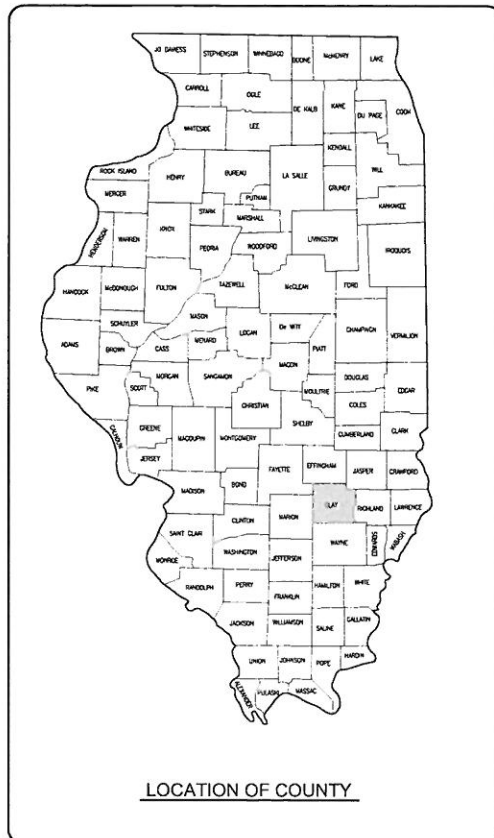 JO DAVIESS STEPHENSON WINNEBAGO BOONE McHENRY LAKE
CARROLL OGLE DE KALB KANE COOK
DU PAGE
WHITESIDE LEE
KENDALL
ROCK ISLAND HENRY BUREAU LA SALLE GRUNDY WILL
MERCER PUTNAM KANKAKEE
STARK MARSHALL
HENDERSON WARREN KNOX PEORIA WOODFORD LIVINGSTON IROQUOIS
HANCOCK McDONOUGH FULTON TAZEWELL McCLEAN FORD
MASON
SCHUYLER LOGAN De WITT CHAMPAIGN VERMILION
ADAMS BROWN CASS MENARD PIATT
MACON
PIKE SCOTT MORGAN SANGAMON MOULTRIE DOUGLAS EDGAR
CHRISTIAN COLES
CALHOUN GREENE MACOUPIN MONTGOMERY SHELBY CUMBERLAND CLARK
JERSEY FAYETTE EFFINGHAM JASPER CRAWFORD
MADISON BOND
CLAY RICHLAND LAWRENCE
CLINTON MARION
SAINT CLAIR WAYNE EDWARDS WABASH
MONROE WASHINGTON JEFFERSON
RANDOLPH PERRY HAMILTON WHITE
FRANKLIN
JACKSON WILLIAMSON SALINE GALLATIN
UNION JOHNSON POPE HARDIN
ALEXANDER PULASKI MASSAC
LOCATION OF COUNTY